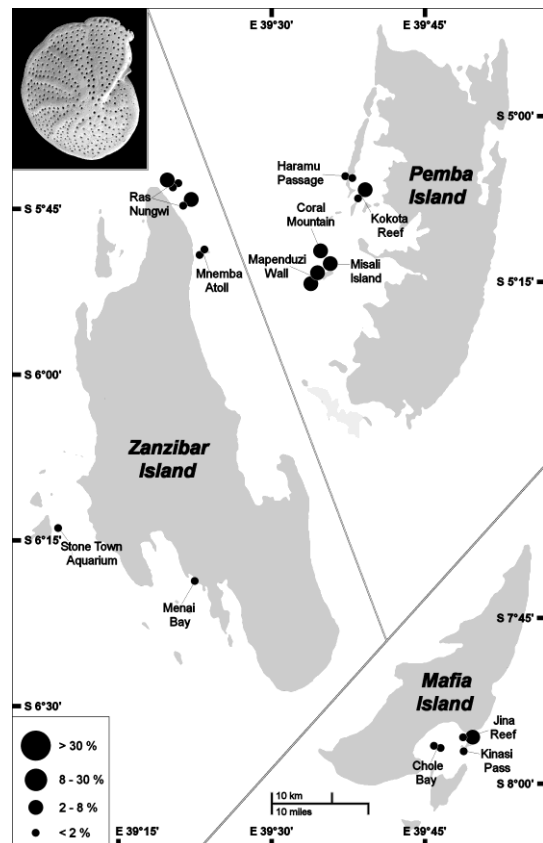 E 39°30'
E 39°45'
S 5°00'
Haramu
Passage
Pemba
Island
Ras
Nungwi
S 5°45'
Kokota
Reef
Coral
Mountain
Mapenduzi
Wall
Misali
Island
Mnemba
Atoll
S 5°15'
S 6°00'
Zanzibar
Island
S 6°15'
Stone Town
Aquarium
Menai
Bay
S 7°45'
Mafia
Island
S 6°30'
Jina
Reef
Kinasi
Pass
Chole
Bay
> 30 %
8 - 30 %
2 - 8 %
< 2 %
S 8°00'
10 km
10 miles
E 39°15'
E 39°30'
E 39°45'